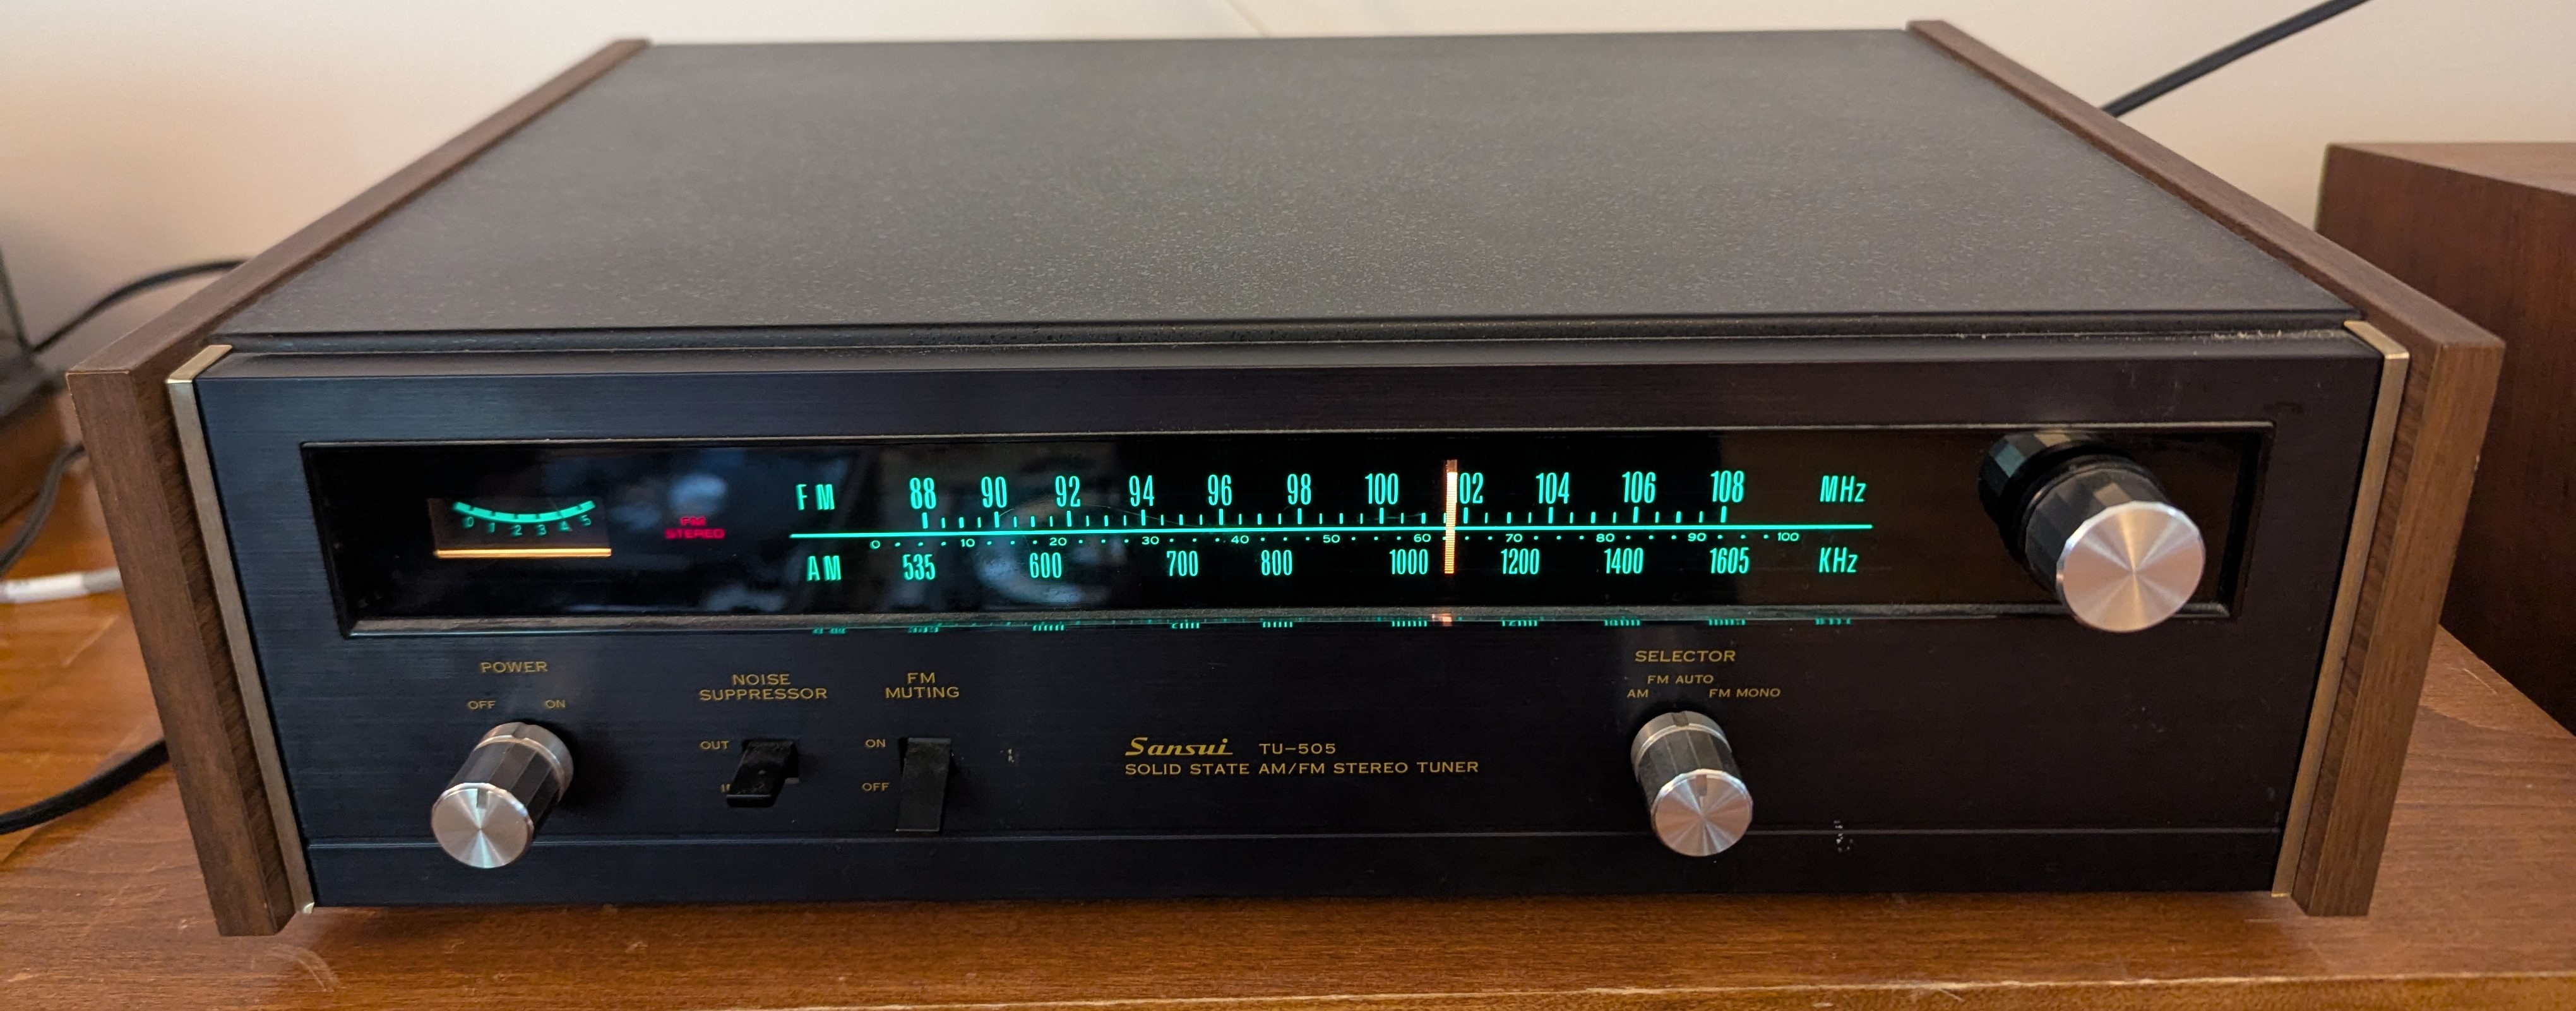 FM 88 90 92 94 96 98 100 102 104 106 108 MHz
0 1 2 3 4 5
FM
STEREO
0 10 20 30 40 50 60 70 80 90 100
AM 535 600 700 800 1000 1200 1400 1605 KHz
POWER
OFF ON
NOISE
SUPPRESSOR
OUT
FM
MUTING
ON
OFF
Sansui TU-505
SOLID STATE AM/FM STEREO TUNER
SELECTOR
FM AUTO
AM FM MONO